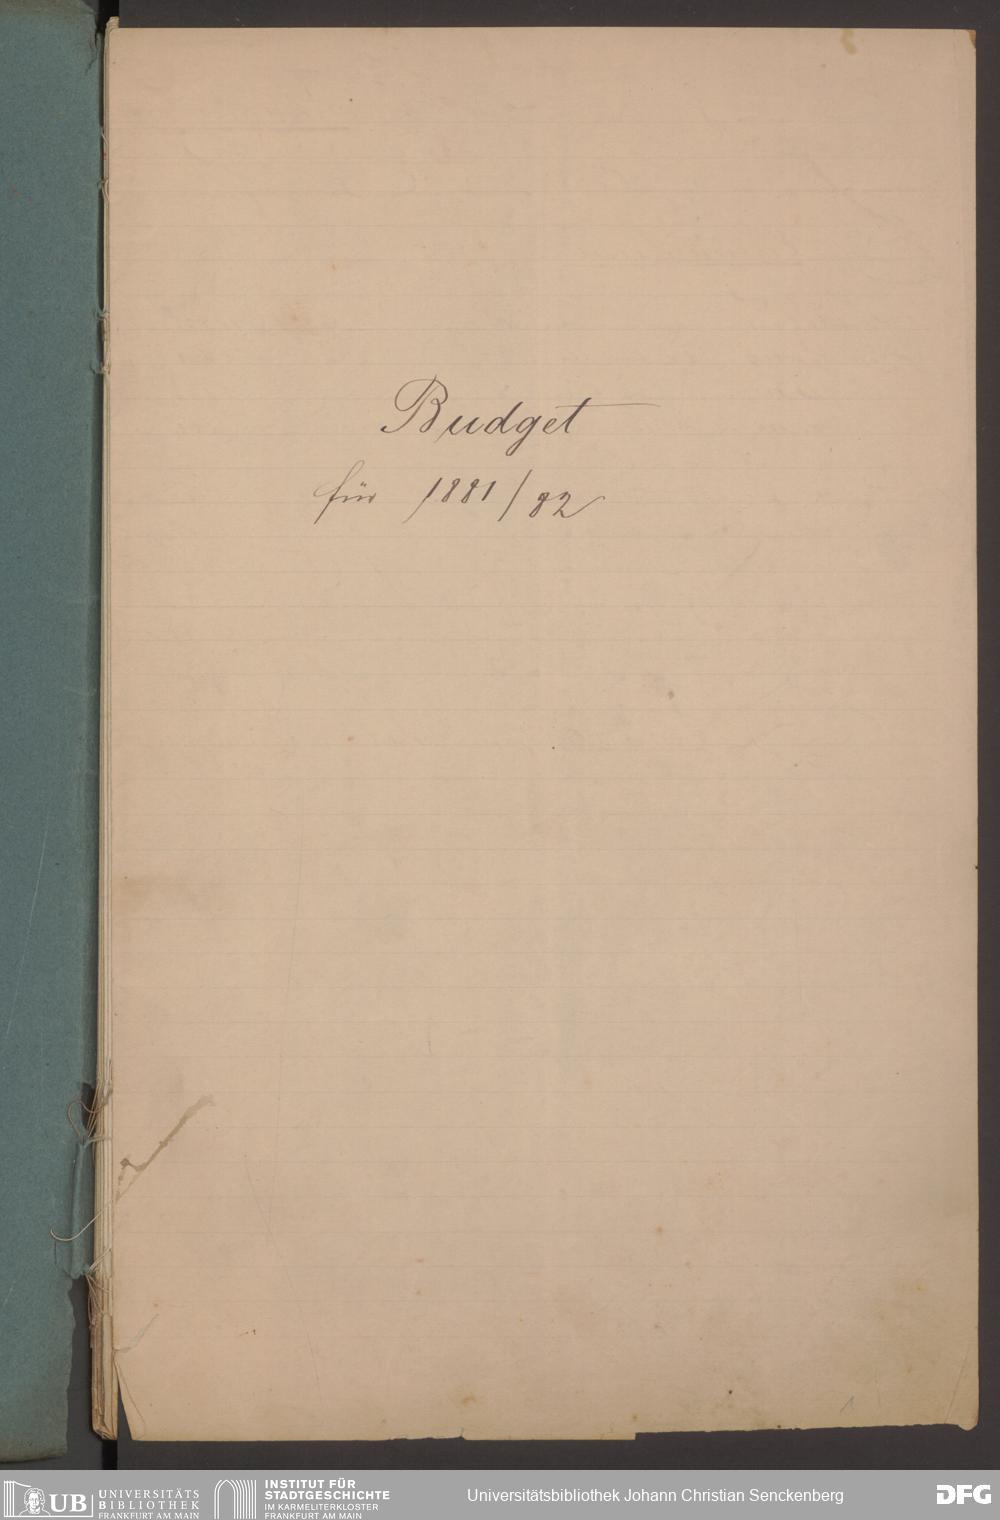 Budget
für 1881/82
UB
UNIVERSITÄTS
BIBLIOTHEK
FRANKFURT AM MAIN
INSTITUT FÜR
STADTGESCHICHTE
IM KARMELITERKLOSTER
FRANKFURT AM MAIN
Universitätsbibliothek Johann Christian Senckenberg
DFG